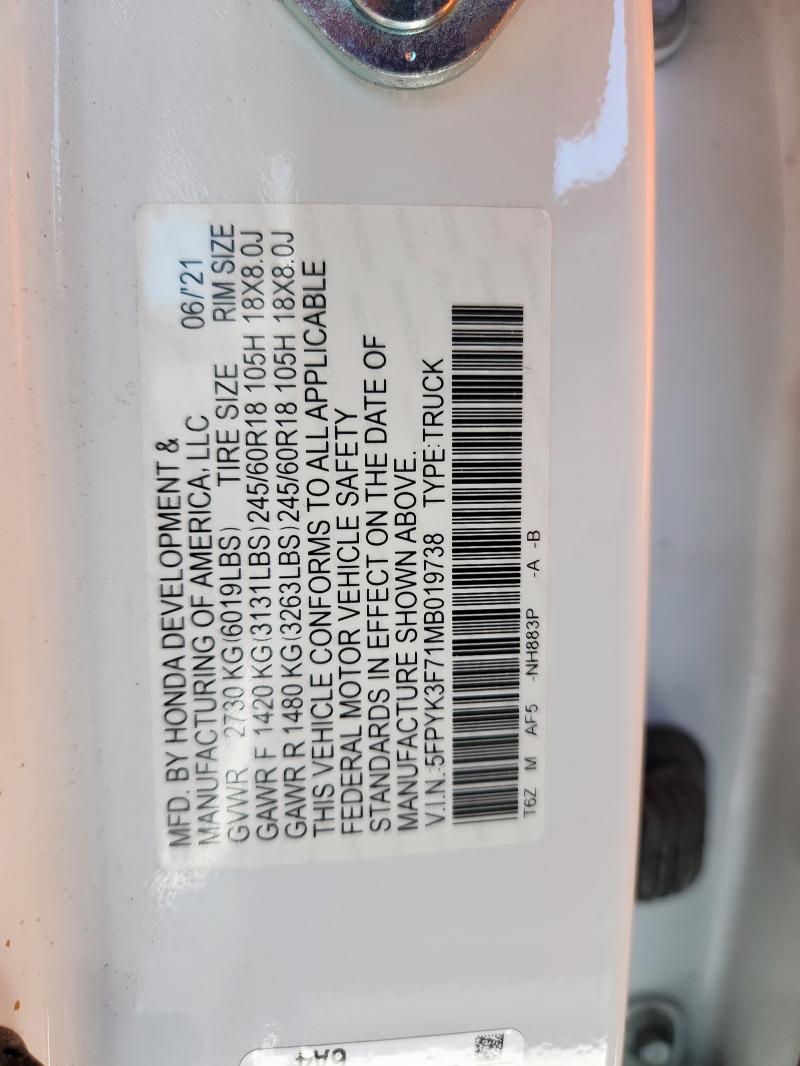 MFD. BY HONDA DEVELOPMENT &
MANUFACTURING OF AMERICA, LLC 06/'21
GVWR 2730 KG (6019LBS) TIRE SIZE RIM SIZE
GAWR F 1420 KG (3131LBS) 245/60R18 105H 18X8.0J
GAWR R 1480 KG (3263LBS) 245/60R18 105H 18X8.0J
THIS VEHICLE CONFORMS TO ALL APPLICABLE
FEDERAL MOTOR VEHICLE SAFETY
STANDARDS IN EFFECT ON THE DATE OF
MANUFACTURE SHOWN ABOVE.
V.I.N.:5FPYK3F71MB019738 TYPE:TRUCK
T6Z M AF5 -NH883P -A -B